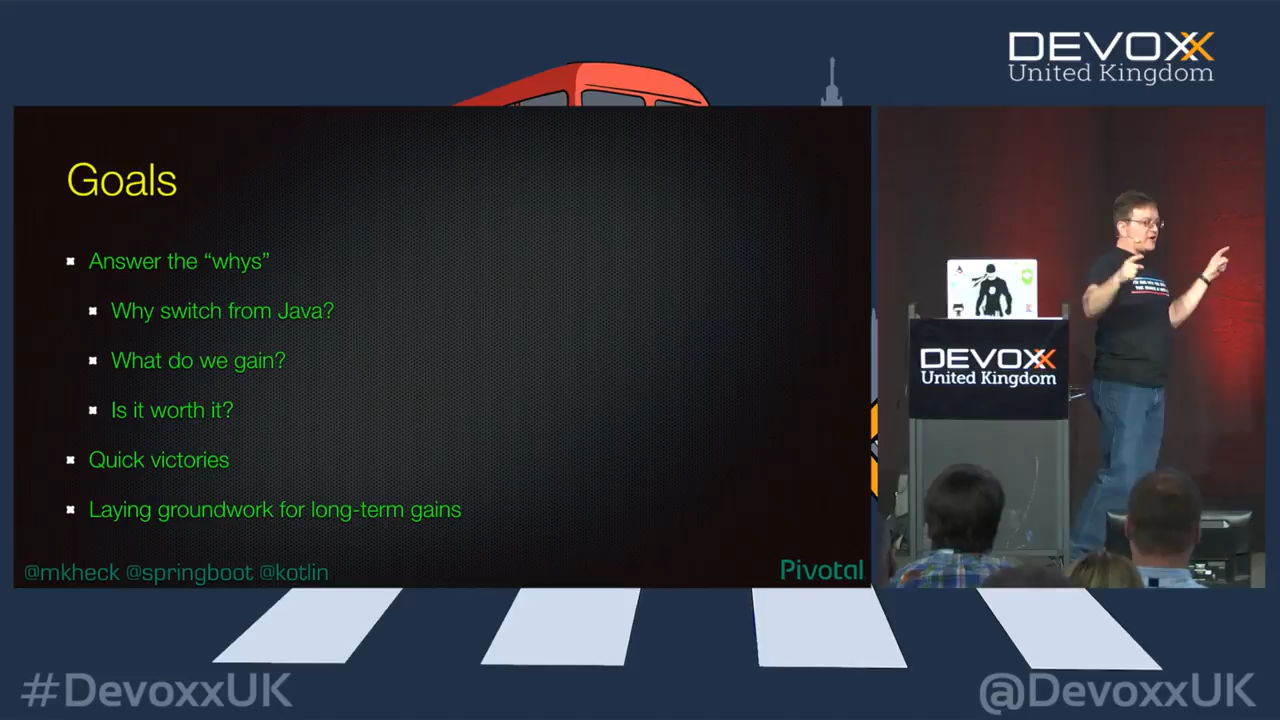 DEVOXX
United Kingdom
Goals
Answer the “whys”
Why switch from Java?
What do we gain?
Is it worth it?
Quick victories
Laying groundwork for long-term gains
@mkheck @springboot @kotlin
Pivotal
DEVOXX
United Kingdom
#DevoxxUK
@DevoxxUK